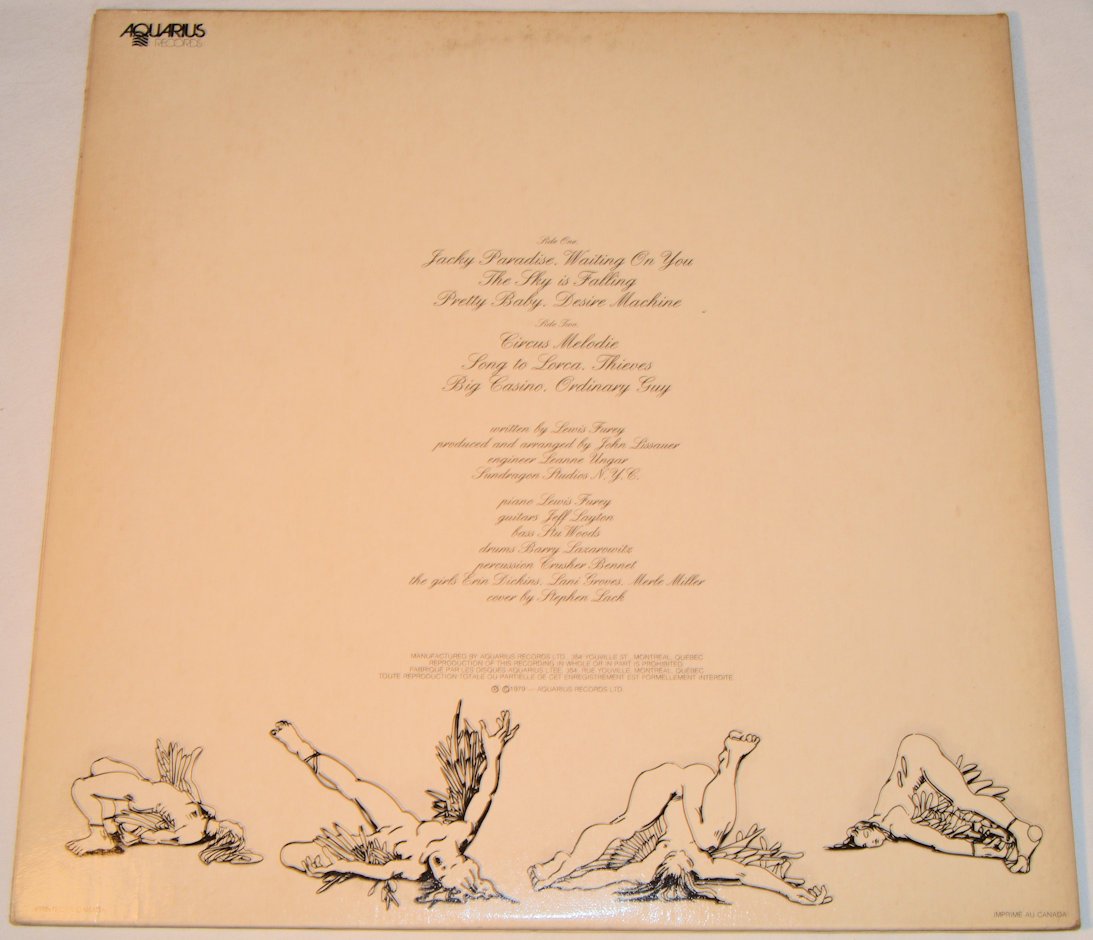 AQUARIUS
RECORDS
Side One.
Jacky Paradise. Waiting On You
The Sky is Falling
Pretty Baby. Desire Machine
Side Two.
Circus Melodie
Song to Lorca. Thieves
Big Casino. Ordinary Guy
written by Lewis Furey
produced and arranged by John Lissauer
engineer Leanne Ungar
Sundragon Studios N.Y.C.
piano Lewis Furey
guitars Jeff Layton
bass Stu Woods
drums Barry Lazarowitz
percussion Crusher Bennet
the girls Erin Dickins. Lani Groves. Merle Miller
cover by Stephen Lack
MANUFACTURED BY AQUARIUS RECORDS LTD., 354 YOUVILLE ST., MONTREAL, QUEBEC
REPRODUCTION OF THIS RECORDING IN WHOLE OR IN PART IS PROHIBITED.
FABRIQUÉ PAR LES DISQUES AQUARIUS LTÉE, 354, RUE YOUVILLE, MONTRÉAL, QUÉBEC
TOUTE REPRODUCTION TOTALE OU PARTIELLE DE CET ENREGISTREMENT EST FORMELLEMENT INTERDITE.
℗ ©1979 — AQUARIUS RECORDS LTD.
IMPRIMÉ AU CANADA